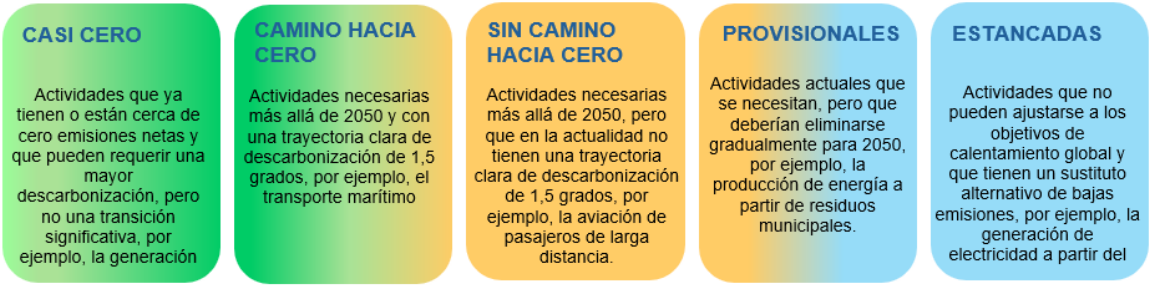 CASI CERO
Actividades que ya
tienen o están cerca de
cero emisiones netas y
que pueden requerir una
mayor
descarbonización, pero
no una transición
significativa, por
ejemplo, la generación
CAMINO HACIA
CERO
Actividades necesarias
más allá de 2050 y con
una trayectoria clara de
descarbonización de 1,5
grados, por ejemplo, el
transporte marítimo
SIN CAMINO
HACIA CERO
Actividades necesarias
más allá de 2050, pero
que en la actualidad no
tienen una trayectoria
clara de descarbonización
de 1,5 grados, por
ejemplo, la aviación de
pasajeros de larga
distancia.
PROVISIONALES
Actividades actuales que
se necesitan, pero que
deberían eliminarse
gradualmente para 2050,
por ejemplo, la
producción de energía a
partir de residuos
municipales.
ESTANCADAS
Actividades que no
pueden ajustarse a los
objetivos de
calentamiento global y
que tienen un sustituto
alternativo de bajas
emisiones, por ejemplo, la
generación de
electricidad a partir del